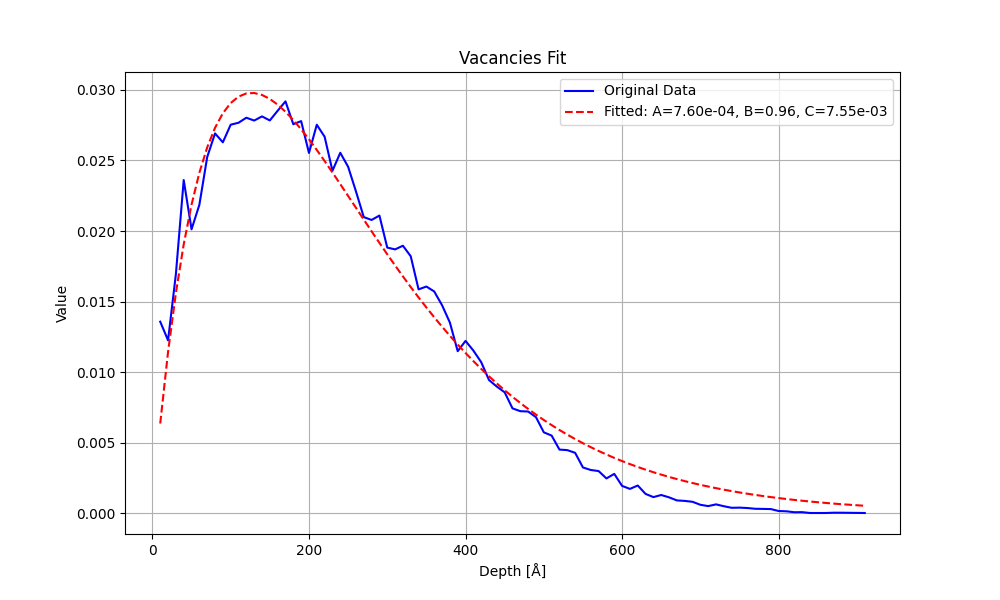 Vacancies Fit
Original Data
Fitted: A=7.60e-04, B=0.96, C=7.55e-03
0.030
0.025
0.020
0.015
0.010
0.005
0.000
Value
0 200 400 600 800
Depth [Å]